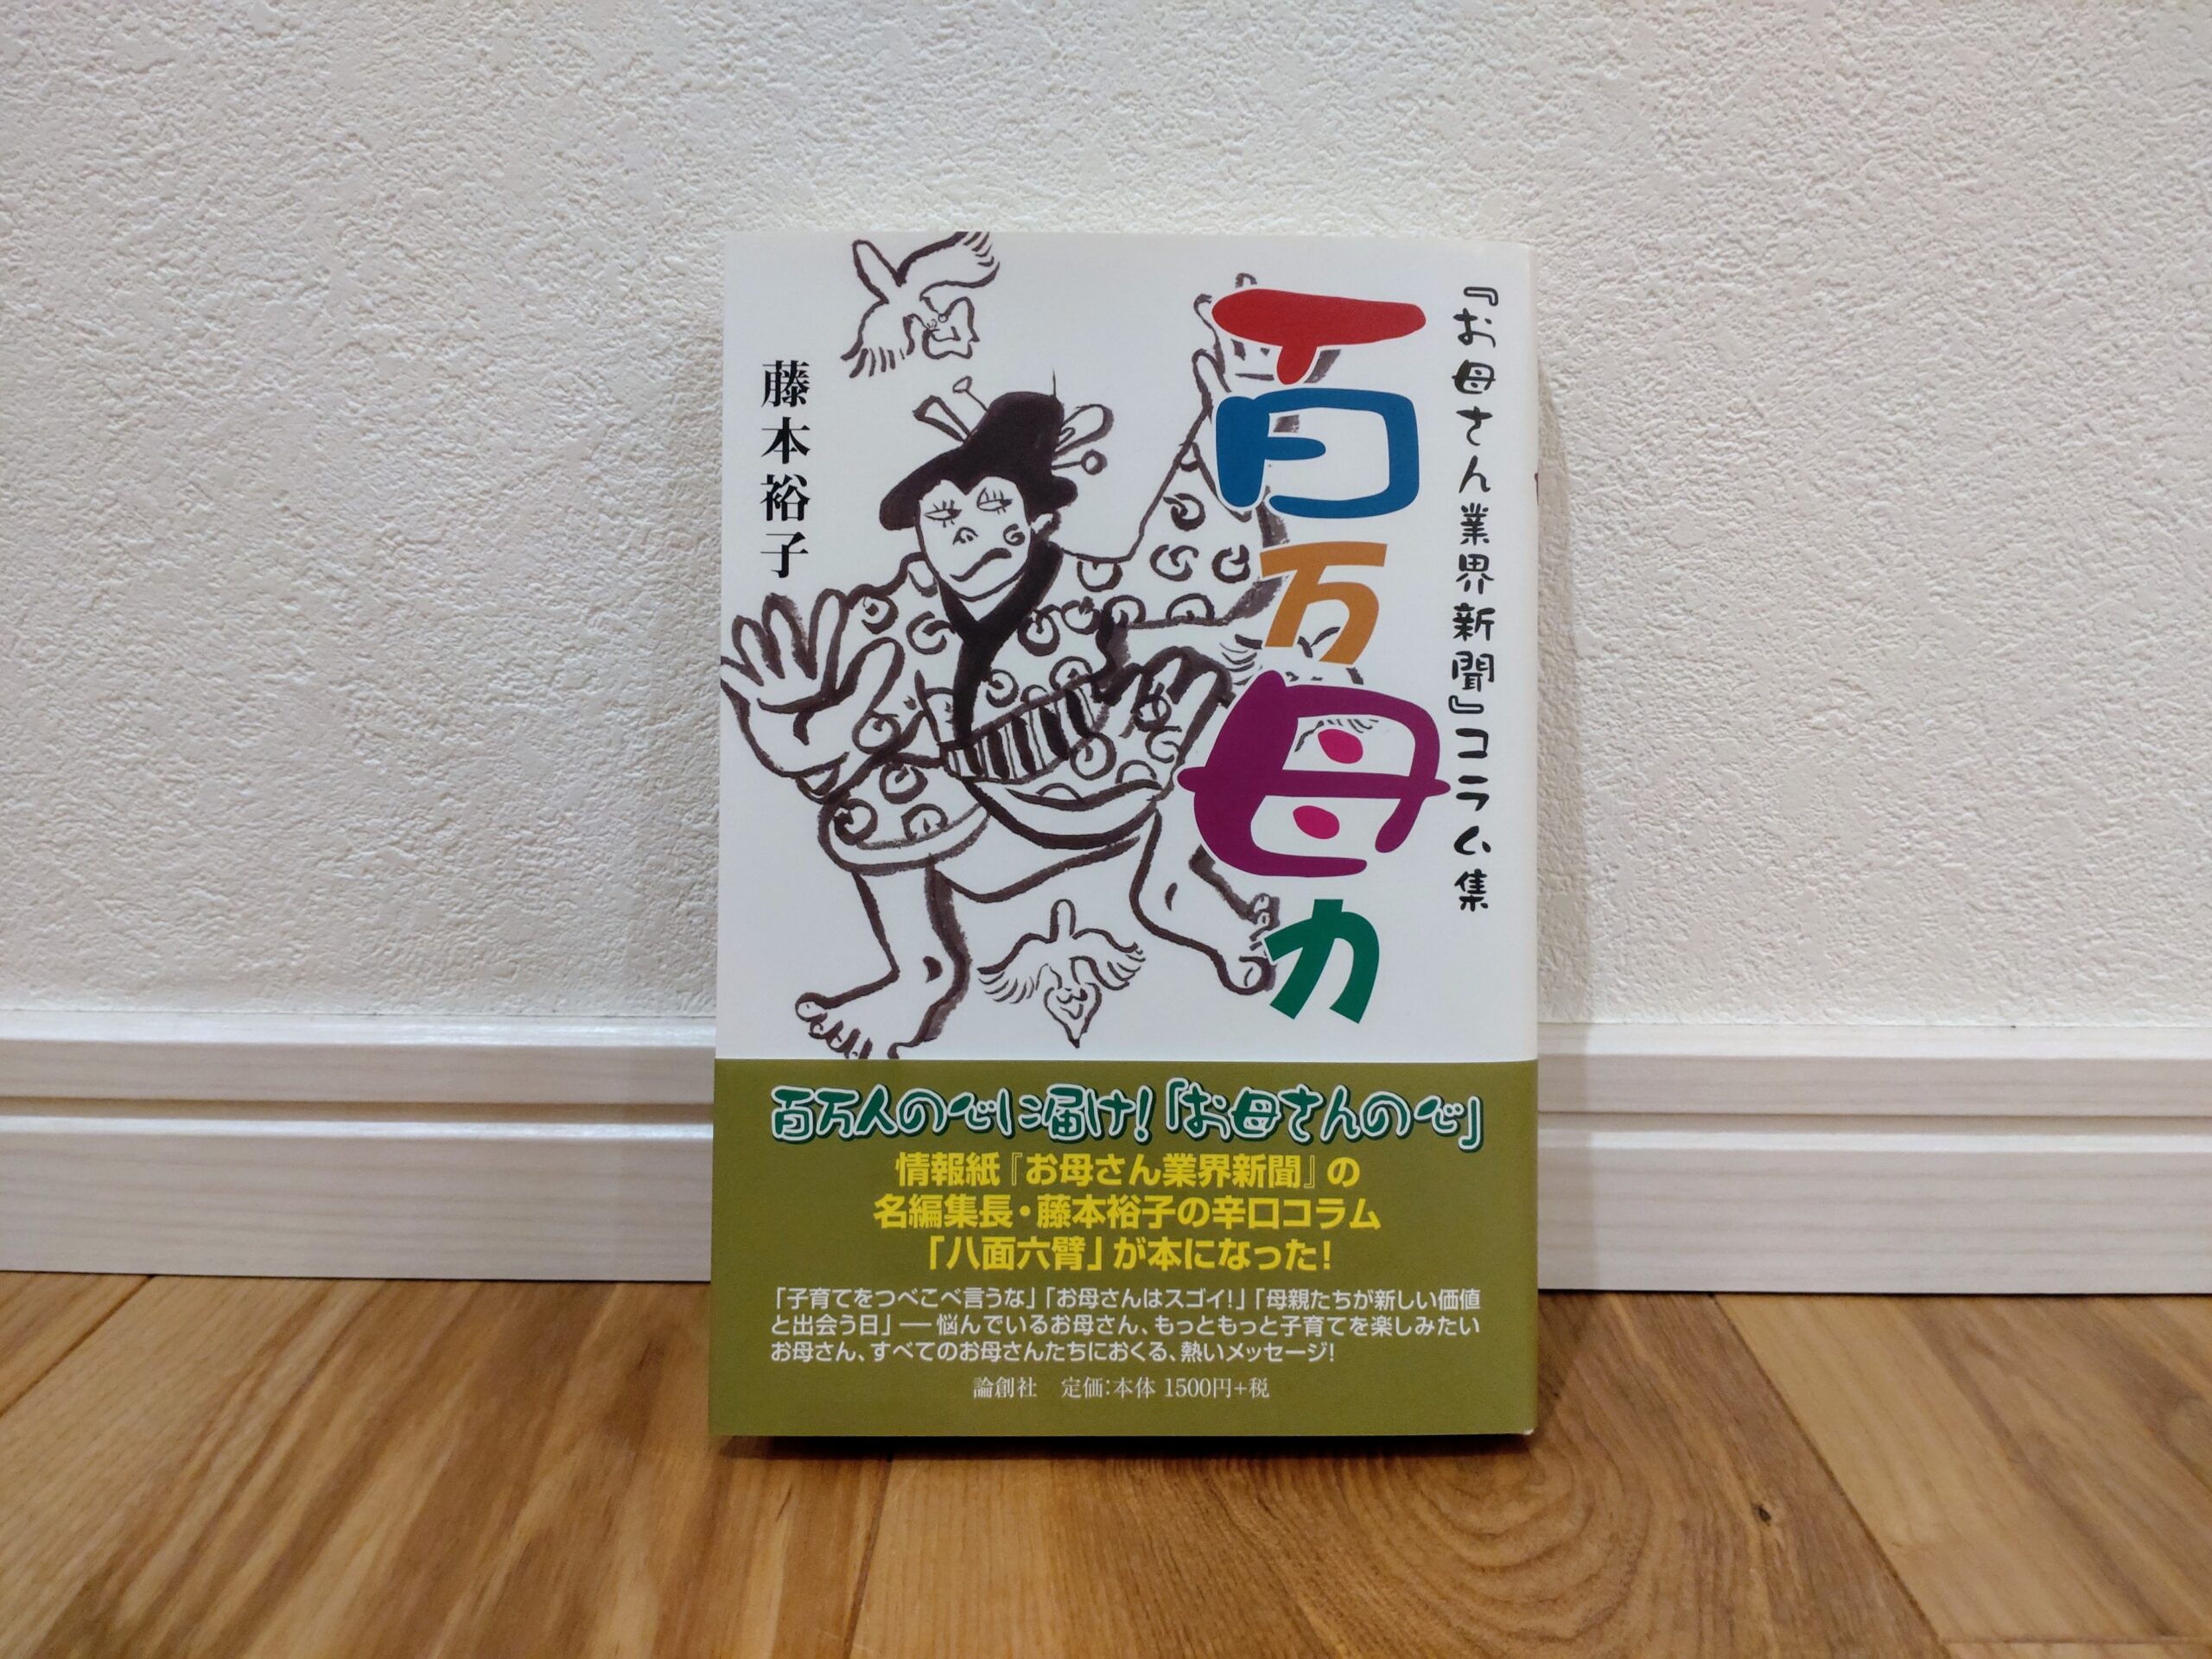 『お母さん業界新聞』コラム集
百万母力
藤本裕子
百万人の心に届け!「お母さんの心」
情報紙『お母さん業界新聞』の
名編集長・藤本裕子の辛口コラム
「八面六臂」が本になった!
「子育てをつべこべ言うな」「お母さんはスゴイ!」「母親たちが新しい価値
と出会う日」── 悩んでいるお母さん、もっともっと子育てを楽しみたい
お母さん、すべてのお母さんたちにおくる、熱いメッセージ!
論創社 定価:本体 1500円+税